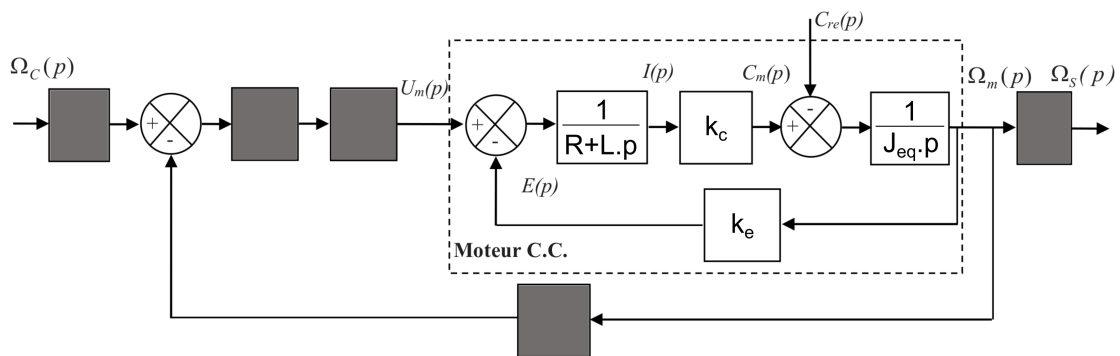 C_re(p)
Ω_C(p)
U_m(p)
I(p)
C_m(p)
Ω_m(p)
Ω_S(p)
+
-
+
-
1
R+L.p
k_c
-
+
1
J_eq.p
E(p)
k_e
Moteur C.C.